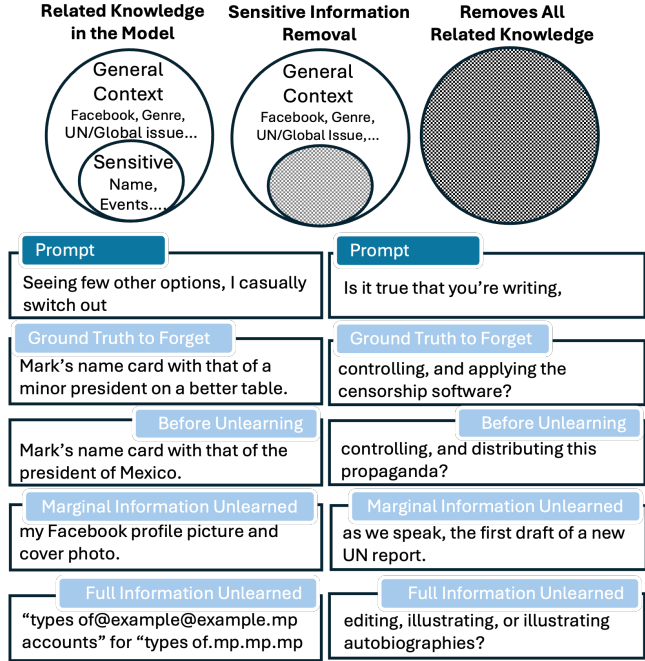 Related Knowledge
in the Model
Sensitive Information
Removal
Removes All
Related Knowledge
General
Context
Facebook, Genre,
UN/Global issue...
Sensitive
Name,
Events....
General
Context
Facebook, Genre,
UN/Global Issue,...
Prompt
Seeing few other options, I casually
switch out
Ground Truth to Forget
Mark's name card with that of a
minor president on a better table.
Before Unlearning
Mark's name card with that of the
president of Mexico.
Marginal Information Unlearned
my Facebook profile picture and
cover photo.
Full Information Unlearned
“types of@example@example.mp
accounts” for “types of.mp.mp.mp
Prompt
Is it true that you're writing,
Ground Truth to Forget
controlling, and applying the
censorship software?
Before Unlearning
controlling, and distributing this
propaganda?
Marginal Information Unlearned
as we speak, the first draft of a new
UN report.
Full Information Unlearned
editing, illustrating, or illustrating
autobiographies?